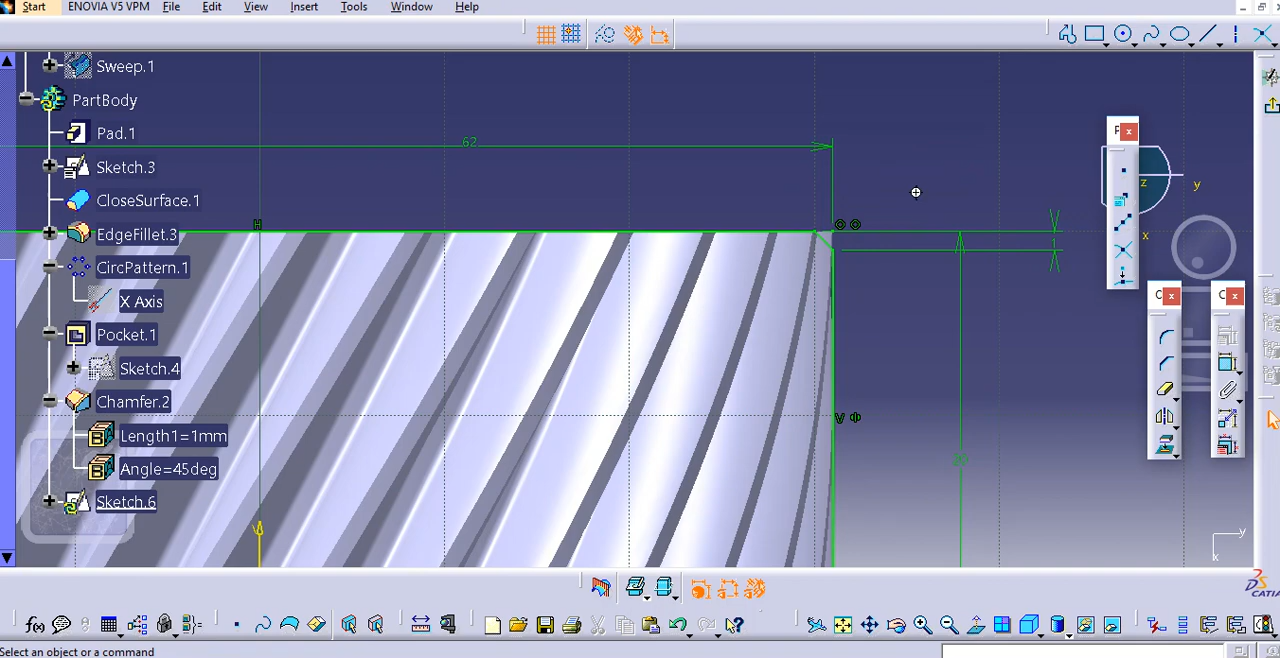 Start ENOVIA V5 VPM File Edit View Insert Tools Window Help
Sweep.1
PartBody
Pad.1
Sketch.3
CloseSurface.1
EdgeFillet.3
CircPattern.1
X Axis
Pocket.1
Sketch.4
Chamfer.2
Length1=1mm
Angle=45deg
Sketch.6
62
H
V
1
P x
z
y
x
C x
C x
y
x
CATIA
f(x)
Select an object or a command